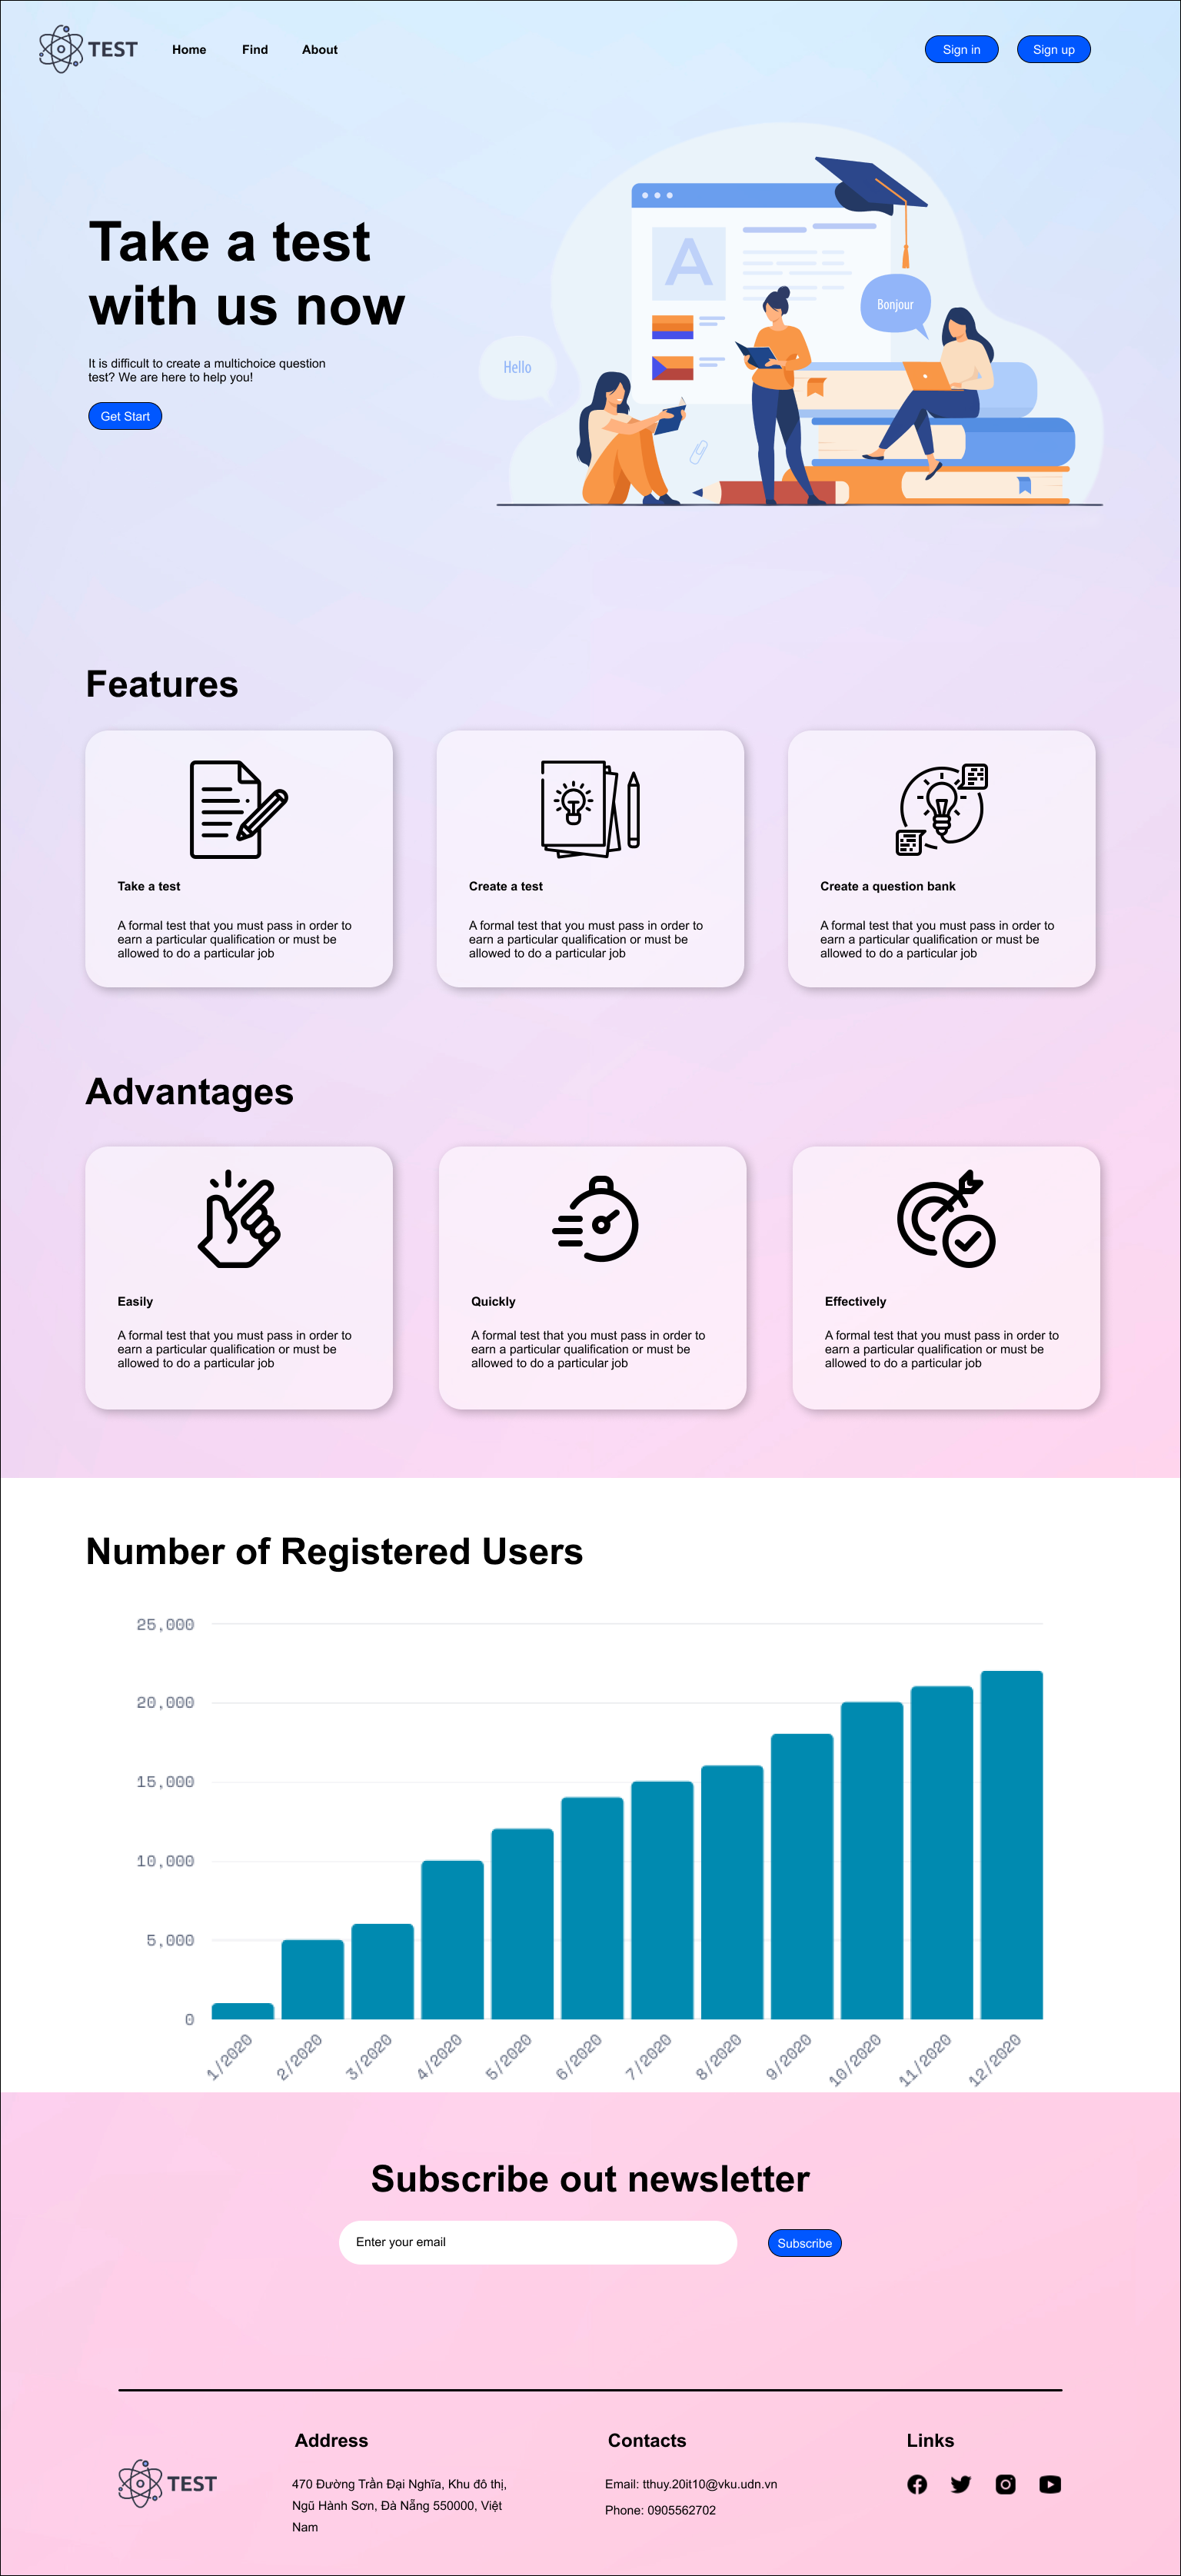 TEST
Home
Find
About
Sign in
Sign up
Take a test
with us now
It is difficult to create a multichoice question
test? We are here to help you!
Get Start
A
Hello
Bonjour
Features
Take a test
A formal test that you must pass in order to
earn a particular qualification or must be
allowed to do a particular job
Create a test
A formal test that you must pass in order to
earn a particular qualification or must be
allowed to do a particular job
Create a question bank
A formal test that you must pass in order to
earn a particular qualification or must be
allowed to do a particular job
Advantages
Easily
A formal test that you must pass in order to
earn a particular qualification or must be
allowed to do a particular job
Quickly
A formal test that you must pass in order to
earn a particular qualification or must be
allowed to do a particular job
Effectively
A formal test that you must pass in order to
earn a particular qualification or must be
allowed to do a particular job
Number of Registered Users
25,000
20,000
15,000
10,000
5,000
0
1/2020
2/2020
3/2020
4/2020
5/2020
6/2020
7/2020
8/2020
9/2020
10/2020
11/2020
12/2020
Subscribe out newsletter
Enter your email
Subscribe
TEST
Address
470 Đường Trần Đại Nghĩa, Khu đô thị,
Ngũ Hành Sơn, Đà Nẵng 550000, Việt
Nam
Contacts
Email: tthuy.20it10@vku.udn.vn
Phone: 0905562702
Links